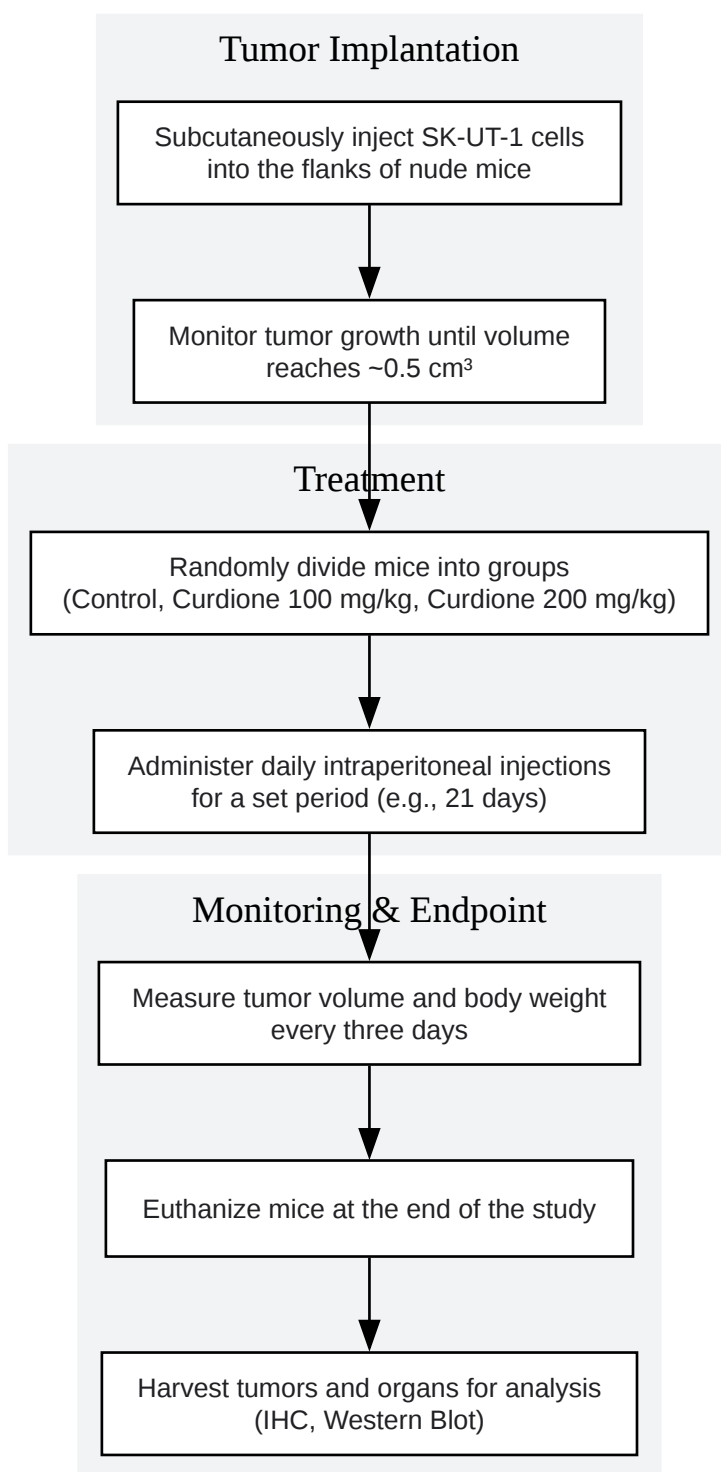 Tumor Implantation
Subcutaneously inject SK-UT-1 cells
into the flanks of nude mice
Monitor tumor growth until volume
reaches ~0.5 cm³
Treatment
Randomly divide mice into groups
(Control, Curdione 100 mg/kg, Curdione 200 mg/kg)
Administer daily intraperitoneal injections
for a set period (e.g., 21 days)
Monitoring & Endpoint
Measure tumor volume and body weight
every three days
Euthanize mice at the end of the study
Harvest tumors and organs for analysis
(IHC, Western Blot)